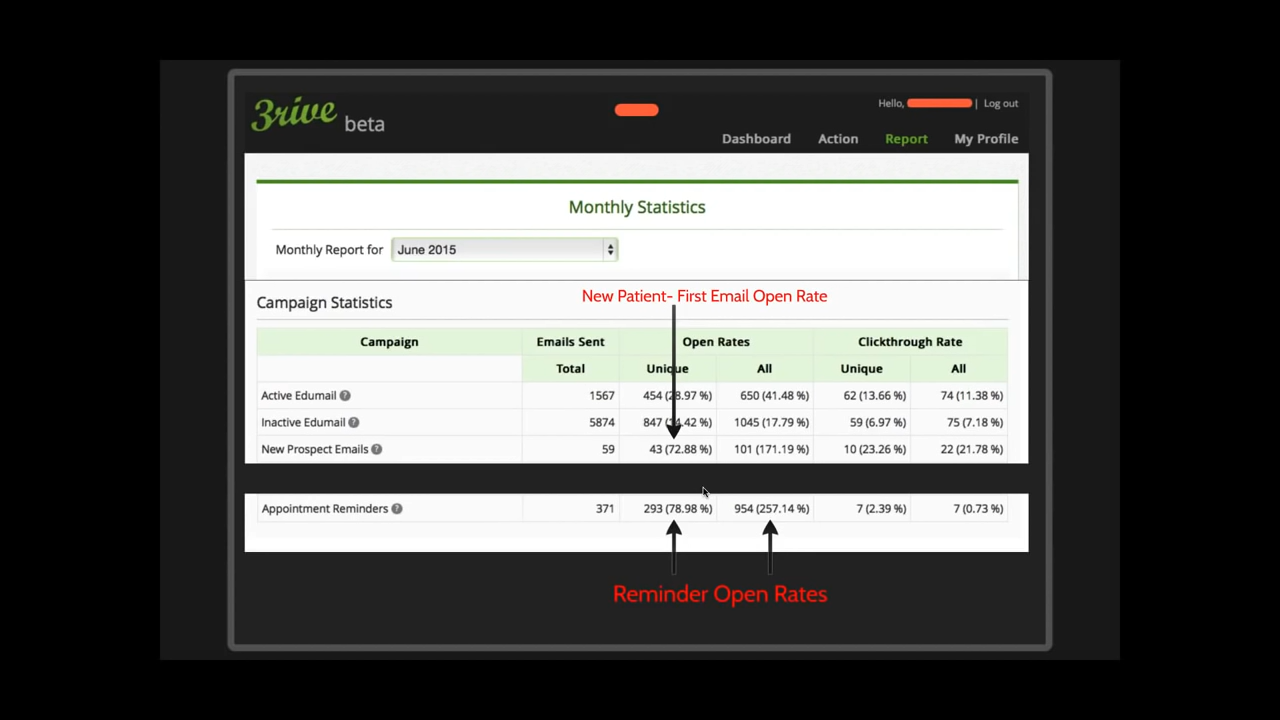 3rive beta
Hello, | Log out
Dashboard Action Report My Profile
Monthly Statistics
Monthly Report for June 2015
New Patient- First Email Open Rate
Campaign Statistics
Campaign Emails Sent Open Rates Clickthrough Rate
Total Unique All Unique All
Active Edumail ? 1567 454 (28.97 %) 650 (41.48 %) 62 (13.66 %) 74 (11.38 %)
Inactive Edumail ? 5874 847 (14.42 %) 1045 (17.79 %) 59 (6.97 %) 75 (7.18 %)
New Prospect Emails ? 59 43 (72.88 %) 101 (171.19 %) 10 (23.26 %) 22 (21.78 %)
Appointment Reminders ? 371 293 (78.98 %) 954 (257.14 %) 7 (2.39 %) 7 (0.73 %)
Reminder Open Rates